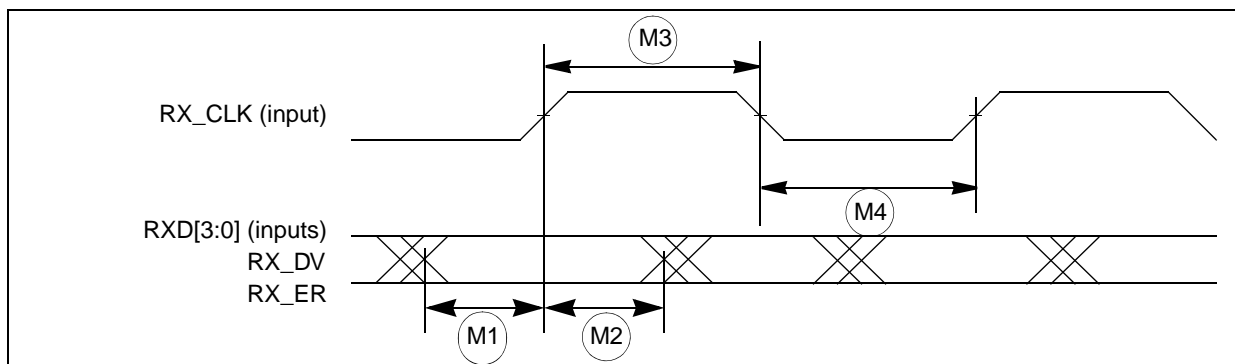 M3
RX_CLK (input)
M4
RXD[3:0] (inputs)
RX_DV
RX_ER
M1
M2